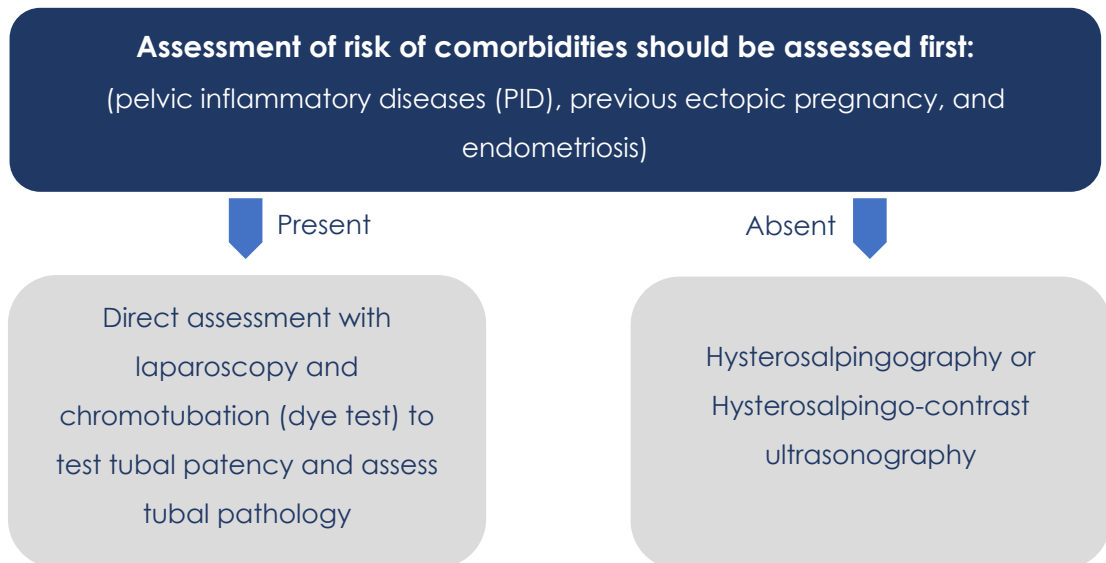 Assessment of risk of comorbidities should be assessed first:
(pelvic inflammatory diseases (PID), previous ectopic pregnancy, and
endometriosis)
Present
Absent
Direct assessment with
laparoscopy and
chromotubation (dye test) to
test tubal patency and assess
tubal pathology
Hysterosalpingography or
Hysterosalpingo-contrast
ultrasonography